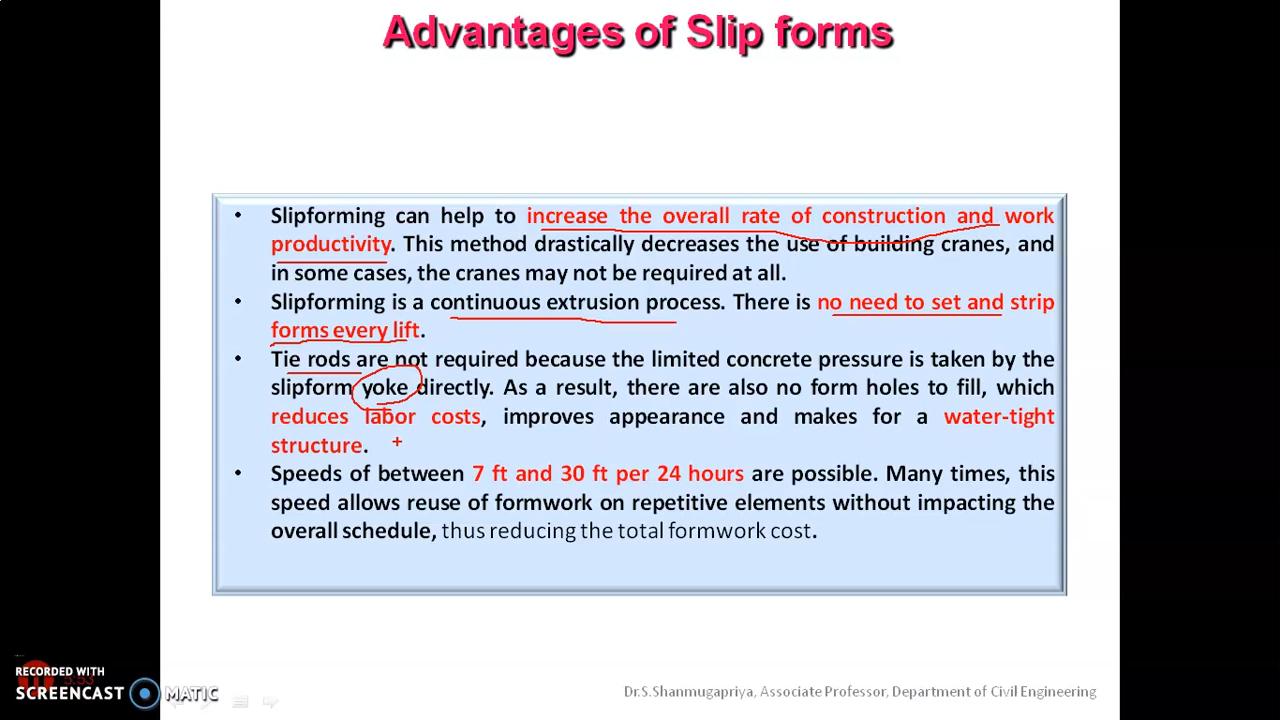 Advantages of Slip forms
• Slipforming can help to increase the overall rate of construction and work
productivity. This method drastically decreases the use of building cranes, and
in some cases, the cranes may not be required at all.
• Slipforming is a continuous extrusion process. There is no need to set and strip
forms every lift.
• Tie rods are not required because the limited concrete pressure is taken by the
slipform yoke directly. As a result, there are also no form holes to fill, which
reduces labor costs, improves appearance and makes for a water-tight
structure.
• Speeds of between 7 ft and 30 ft per 24 hours are possible. Many times, this
speed allows reuse of formwork on repetitive elements without impacting the
overall schedule, thus reducing the total formwork cost.
RECORDED WITH
SCREENCAST MATIC
Dr.S.Shanmugapriya, Associate Professor, Department of Civil Engineering